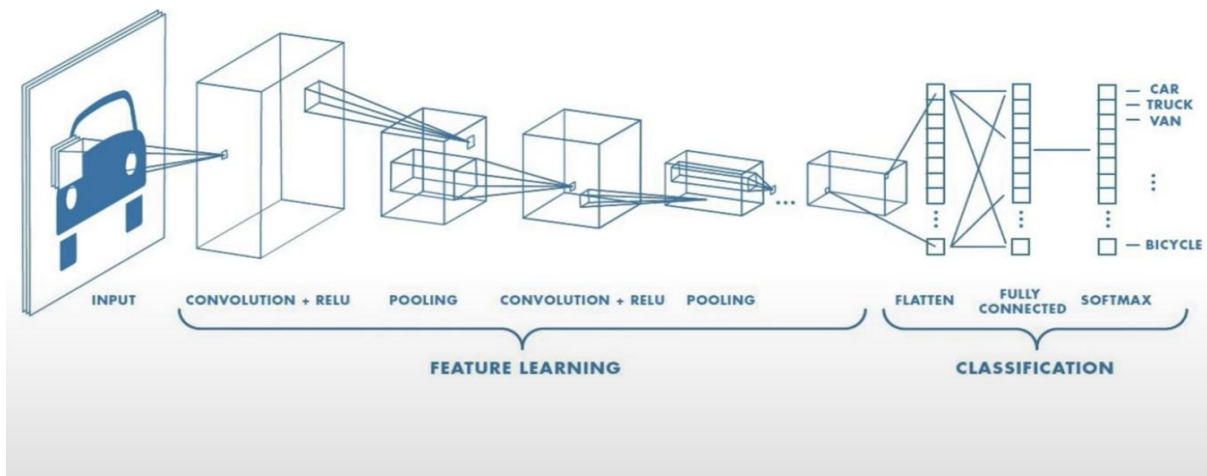 CAR
TRUCK
VAN
BICYCLE
INPUT
CONVOLUTION + RELU
POOLING
CONVOLUTION + RELU
POOLING
FLATTEN
FULLY
CONNECTED
SOFTMAX
FEATURE LEARNING
CLASSIFICATION